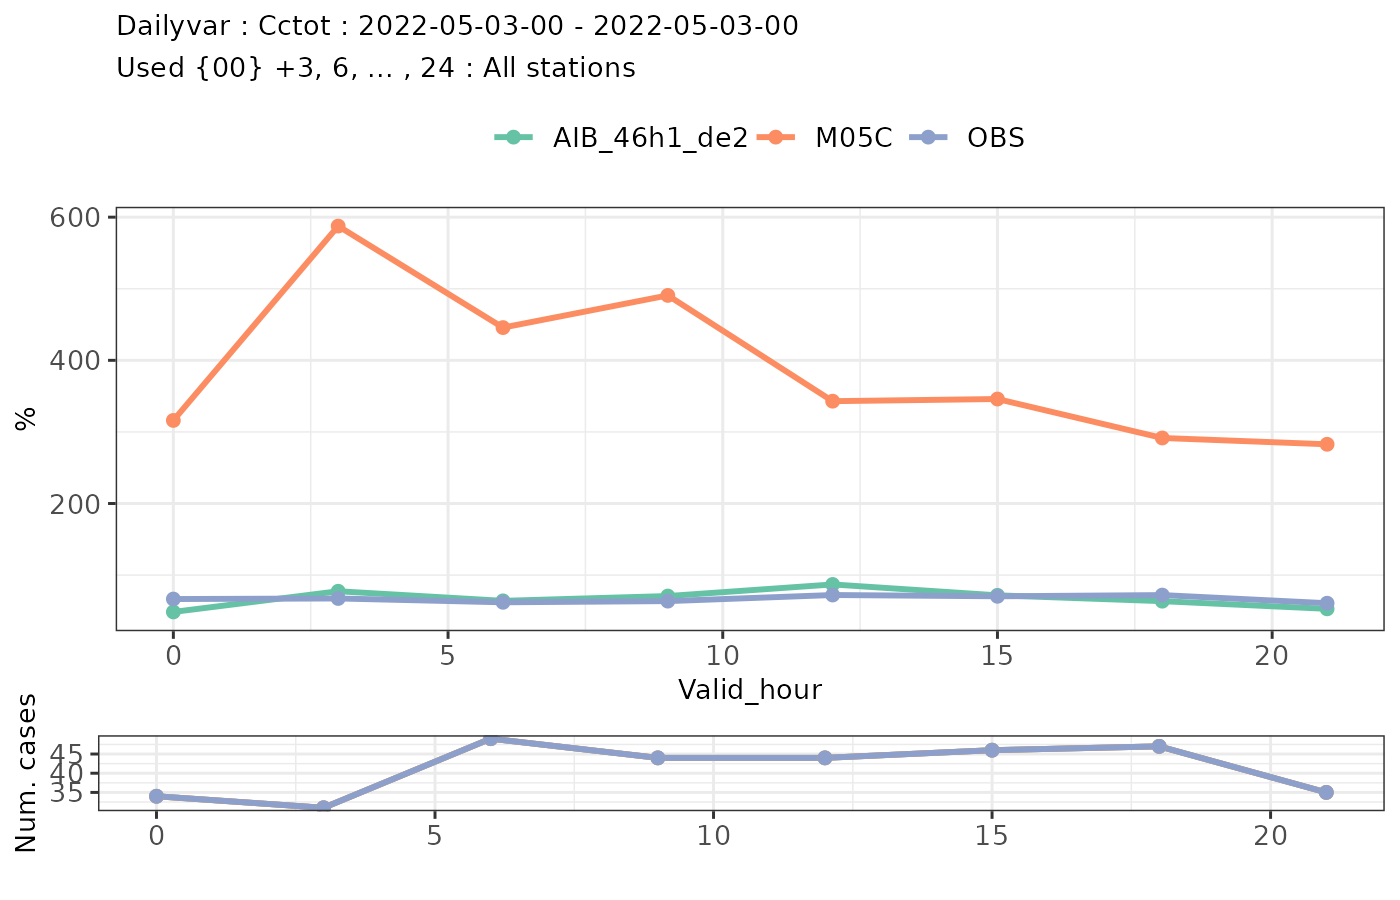 Dailyvar : Cctot : 2022-05-03-00 - 2022-05-03-00
Used {00} +3, 6, ... , 24 : All stations
AIB_46h1_de2 M05C OBS
600
400
200
%
0 5 10 15 20
Valid_hour
Num. cases
45
40
35
0 5 10 15 20